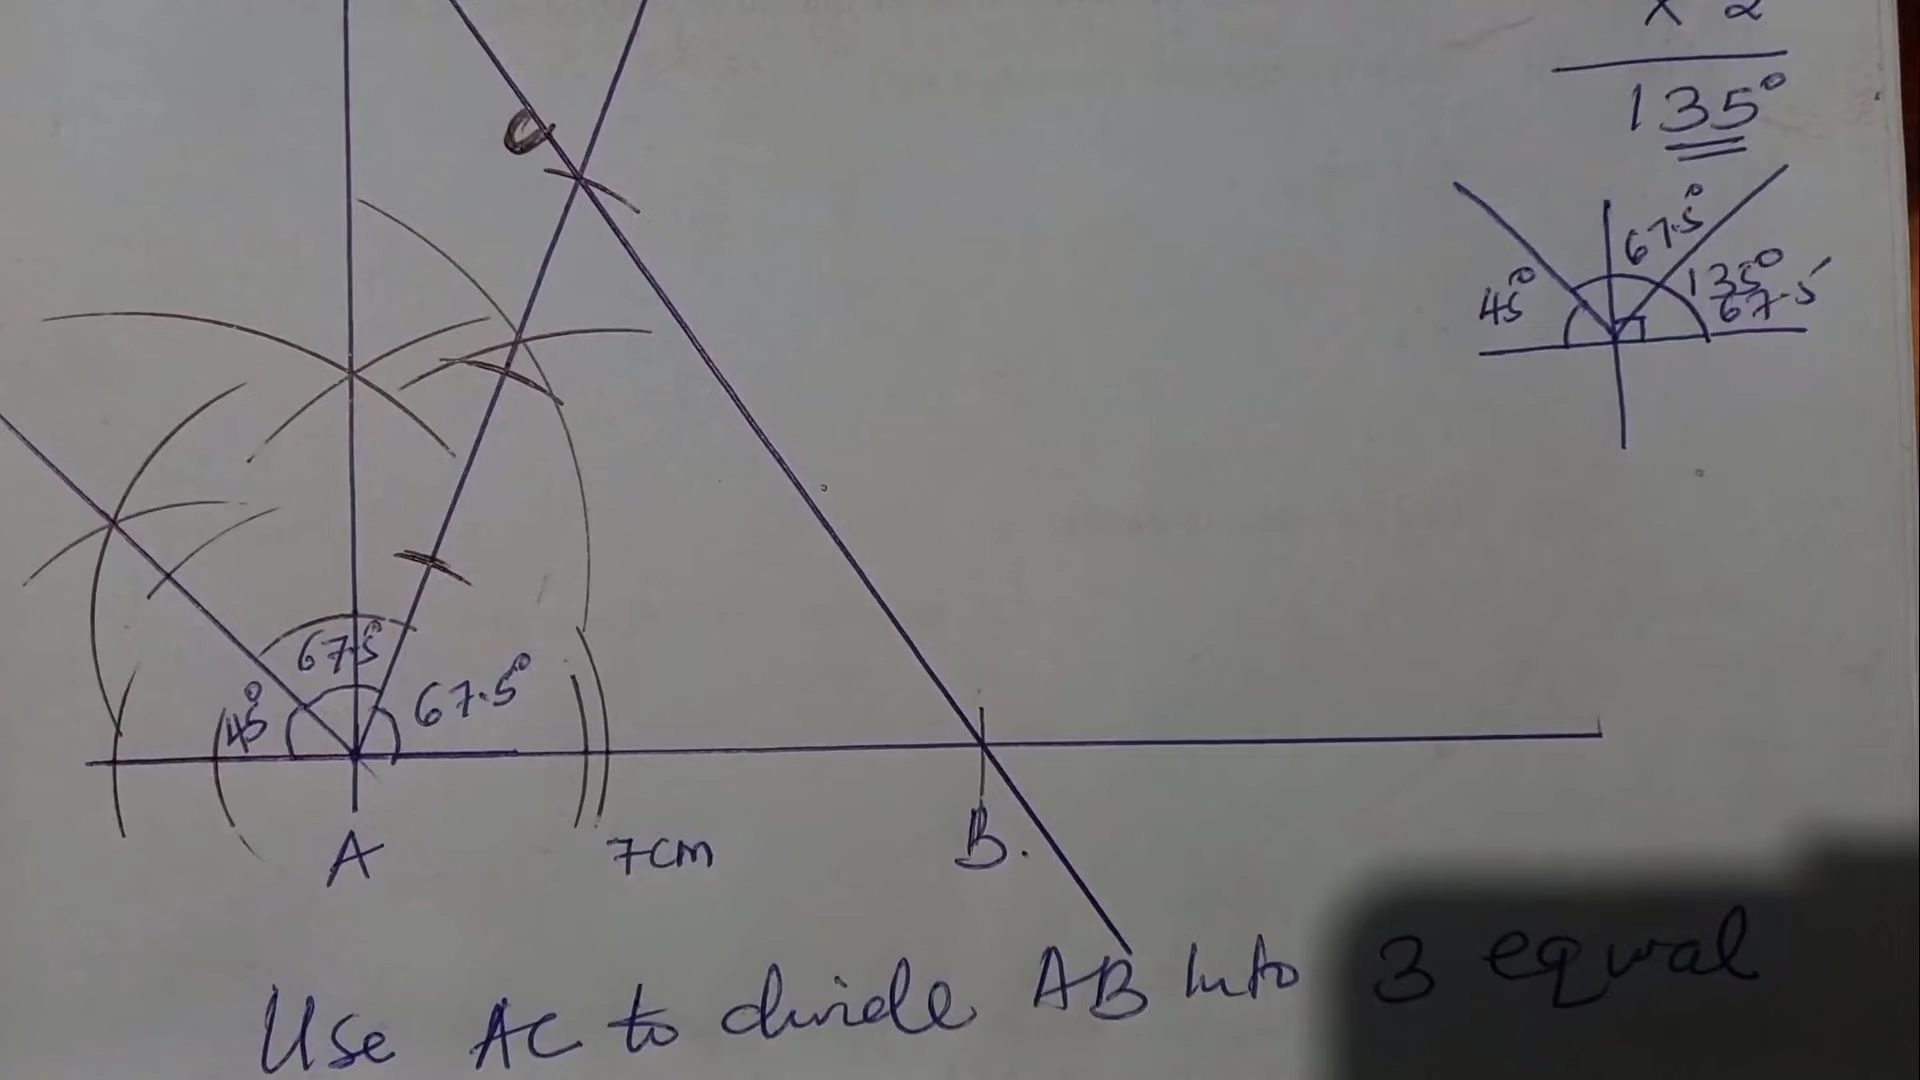 × 2
135°
67.5°
45°
135°
67.5
C
67.5°
45°
67.5°
A
7cm
B.
Use AC to divide AB into 3 equal